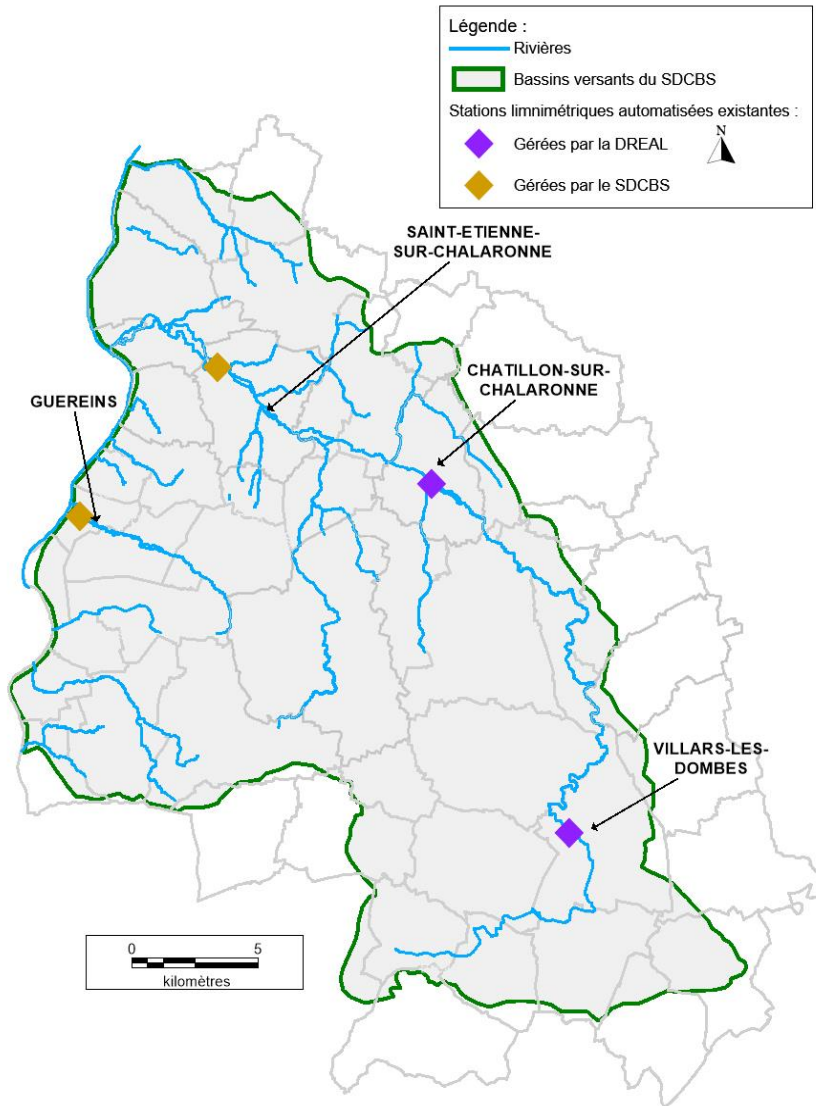 Légende :
Rivières
Bassins versants du SDCBS
Stations limnimétriques automatisées existantes :
Gérées par la DREAL
N
Gérées par le SDCBS
SAINT-ETIENNE-
SUR-CHALARONNE
CHATILLON-SUR-
CHALARONNE
GUEREINS
VILLARS-LES-
DOMBES
0 5
kilomètres